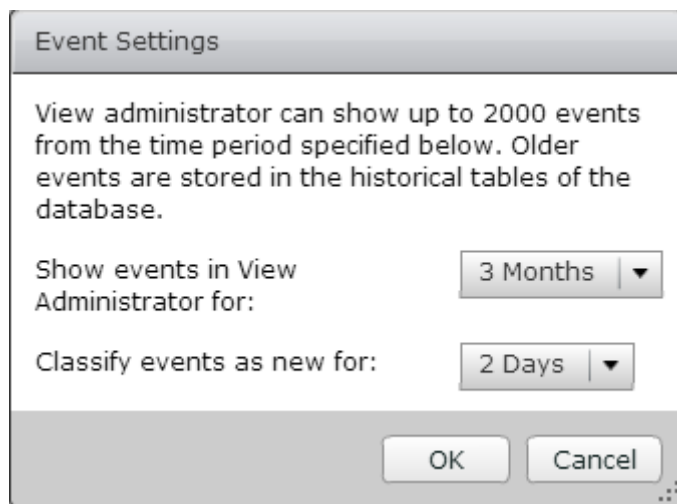 Event Settings
View administrator can show up to 2000 events
from the time period specified below. Older
events are stored in the historical tables of the
database.
Show events in View
Administrator for:
3 Months
Classify events as new for:
2 Days
OK
Cancel